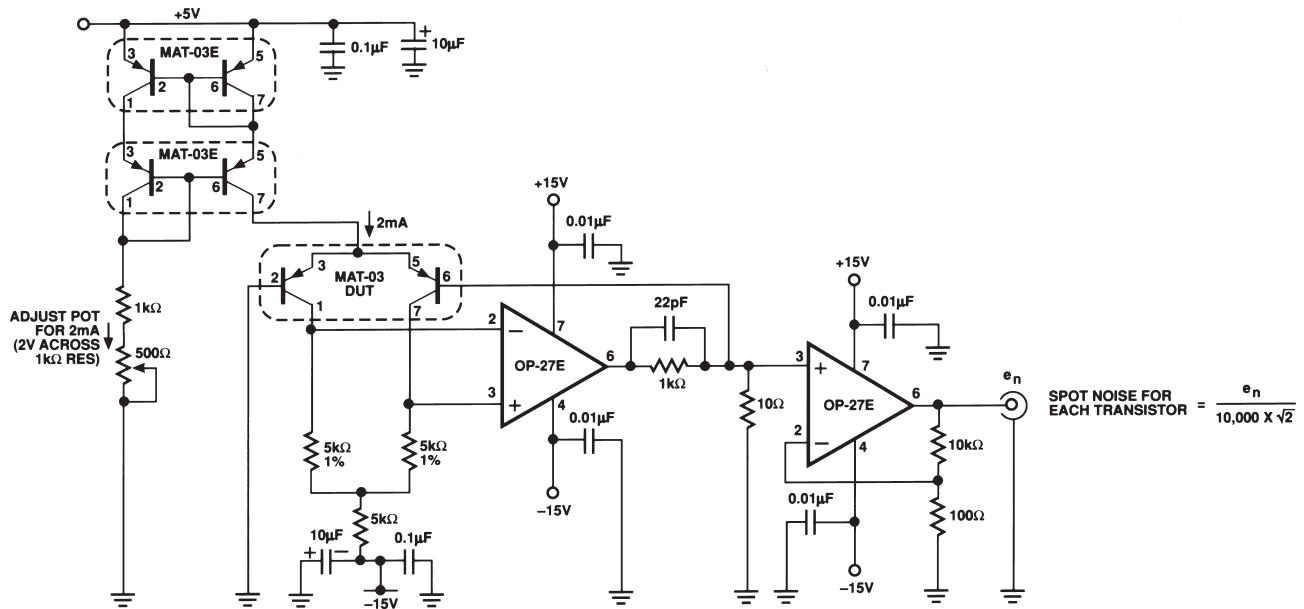 +5V
MAT-03E
3
5
2
6
1
7
0.1µF
+
10µF
MAT-03E
3
5
2
6
1
7
2mA
ADJUST POT
FOR 2mA
(2V ACROSS
1kΩ RES)
1kΩ
500Ω
2
3
5
6
MAT-03
DUT
1
7
+15V
0.01µF
2
–
7
OP-27E
6
3
+
4
0.01µF
–15V
22pF
1kΩ
10Ω
5kΩ
1%
5kΩ
1%
5kΩ
10µF
+
–
0.1µF
–15V
+15V
0.01µF
3
+
7
OP-27E
6
2
–
4
0.01µF
–15V
10kΩ
100Ω
en
SPOT NOISE FOR
EACH TRANSISTOR = en
10,000 X √2